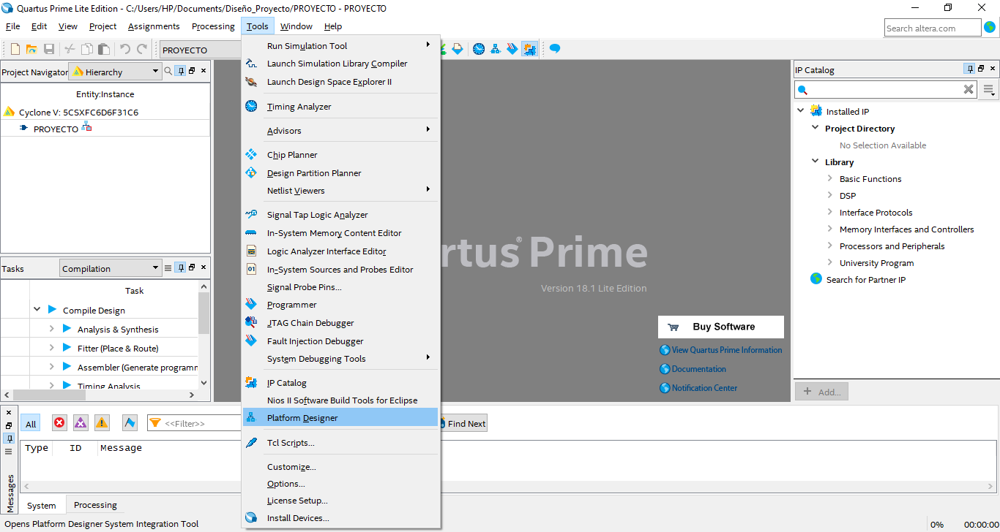 Quartus Prime Lite Edition - C:/Users/HP/Documents/Diseño_Proyecto/PROYECTO - PROYECTO
File Edit View Project Assignments Processing Tools Window Help
Search altera.com
PROYECTO
Project Navigator
Hierarchy
Entity:Instance
Cyclone V: 5CSXFC6D6F31C6
PROYECTO
Tasks
Compilation
Task
Compile Design
Analysis & Synthesis
Fitter (Place & Route)
Assembler (Generate programm
Timing Analysis
Run Simulation Tool
Launch Simulation Library Compiler
Launch Design Space Explorer II
Timing Analyzer
Advisors
Chip Planner
Design Partition Planner
Netlist Viewers
Signal Tap Logic Analyzer
In-System Memory Content Editor
Logic Analyzer Interface Editor
In-System Sources and Probes Editor
Signal Probe Pins...
Programmer
JTAG Chain Debugger
Fault Injection Debugger
System Debugging Tools
IP Catalog
Nios II Software Build Tools for Eclipse
Platform Designer
Tcl Scripts...
Customize...
Options...
License Setup...
Install Devices...
artus® Prime
Version 18.1 Lite Edition
Buy Software
View Quartus Prime Information
Documentation
Notification Center
IP Catalog
Installed IP
Project Directory
No Selection Available
Library
Basic Functions
DSP
Interface Protocols
Memory Interfaces and Controllers
Processors and Peripherals
University Program
Search for Partner IP
+ Add...
All
<<Filter>>
Find Next
Type ID Message
Messages
System Processing
Opens Platform Designer System Integration Tool
0% 00:00:00